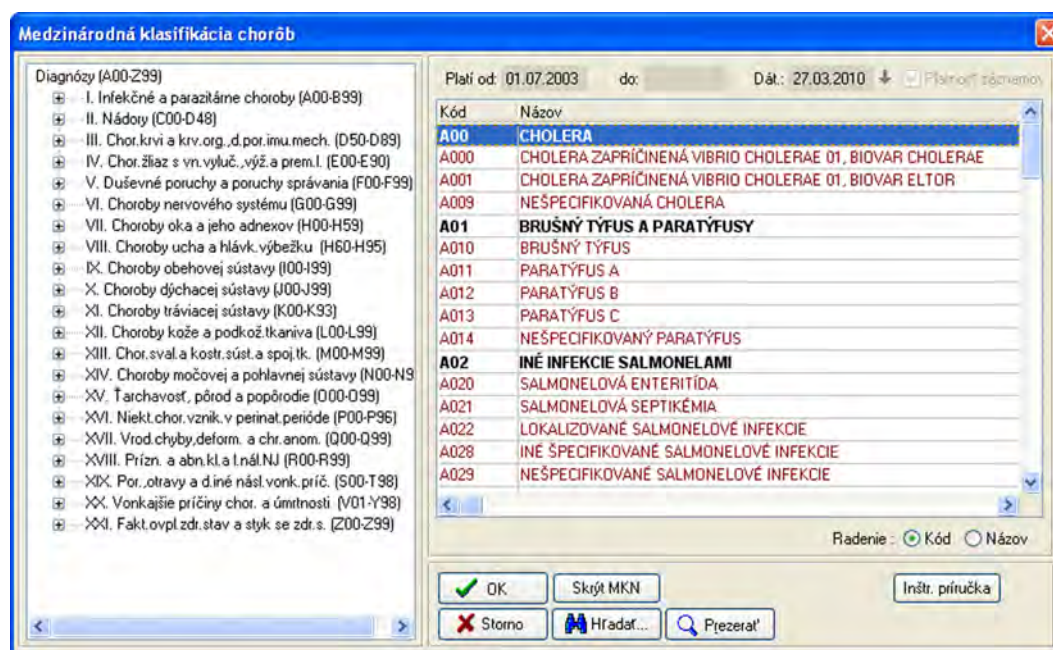 Medzinárodná klasifikácia chorôb
Diagnózy (A00-Z99)
I. Infekčné a parazitárne choroby (A00-B99)
II. Nádory (C00-D48)
III. Chor.krvi a krv.org.,d.por.imu.mech. (D50-D89)
IV. Chor.žliaz s vn.vyluč.,výž.a prem.l. (E00-E90)
V. Duševné poruchy a poruchy správania (F00-F99)
VI. Choroby nervového systému (G00-G99)
VII. Choroby oka a jeho adnexov (H00-H59)
VIII. Choroby ucha a hlávk.výbežku (H60-H95)
IX. Choroby obehovej sústavy (I00-I99)
X. Choroby dýchacej sústavy (J00-J99)
XI. Choroby tráviacej sústavy (K00-K93)
XII. Choroby kože a podkož.tkaniva (L00-L99)
XIII. Chor.sval.a kostr.súst.a spoj.tk. (M00-M99)
XIV. Choroby močovej a pohlavnej sústavy (N00-N9
XV. Ťarchavosť, pôrod a popôrodie (O00-O99)
XVI. Niekt.chor.vznik.v perinat.perióde (P00-P96)
XVII. Vrod.chyby,deform. a chr.anom. (Q00-Q99)
XVIII. Prízn. a abn.kl.a l.nál.NJ (R00-R99)
XIX. Por.,otravy a d.iné násl.vonk.príč. (S00-T98)
XX. Vonkajšie príčiny chor. a úmrtnosti (V01-Y98)
XXI. Fakt.ovpl.zdr.stav a styk se zdr.s. (Z00-Z99)
Platí od: 01.07.2003 do: Dát.: 27.03.2010 Platnosť záznamov
Kód Názov
A00 CHOLERA
A000 CHOLERA ZAPRÍČINENÁ VIBRIO CHOLERAE 01, BIOVAR CHOLERAE
A001 CHOLERA ZAPRÍČINENÁ VIBRIO CHOLERAE 01, BIOVAR ELTOR
A009 NEŠPECIFIKOVANÁ CHOLERA
A01 BRUŠNÝ TÝFUS A PARATÝFUSY
A010 BRUŠNÝ TÝFUS
A011 PARATÝFUS A
A012 PARATÝFUS B
A013 PARATÝFUS C
A014 NEŠPECIFIKOVANÝ PARATÝFUS
A02 INÉ INFEKCIE SALMONELAMI
A020 SALMONELOVÁ ENTERITÍDA
A021 SALMONELOVÁ SEPTIKÉMIA
A022 LOKALIZOVANÉ SALMONELOVÉ INFEKCIE
A028 INÉ ŠPECIFIKOVANÉ SALMONELOVÉ INFEKCIE
A029 NEŠPECIFIKOVANÉ SALMONELOVÉ INFEKCIE
Radenie : Kód Názov
OK Skrýt MKN Inštr. príručka
Storno Hľadať... Prezerať